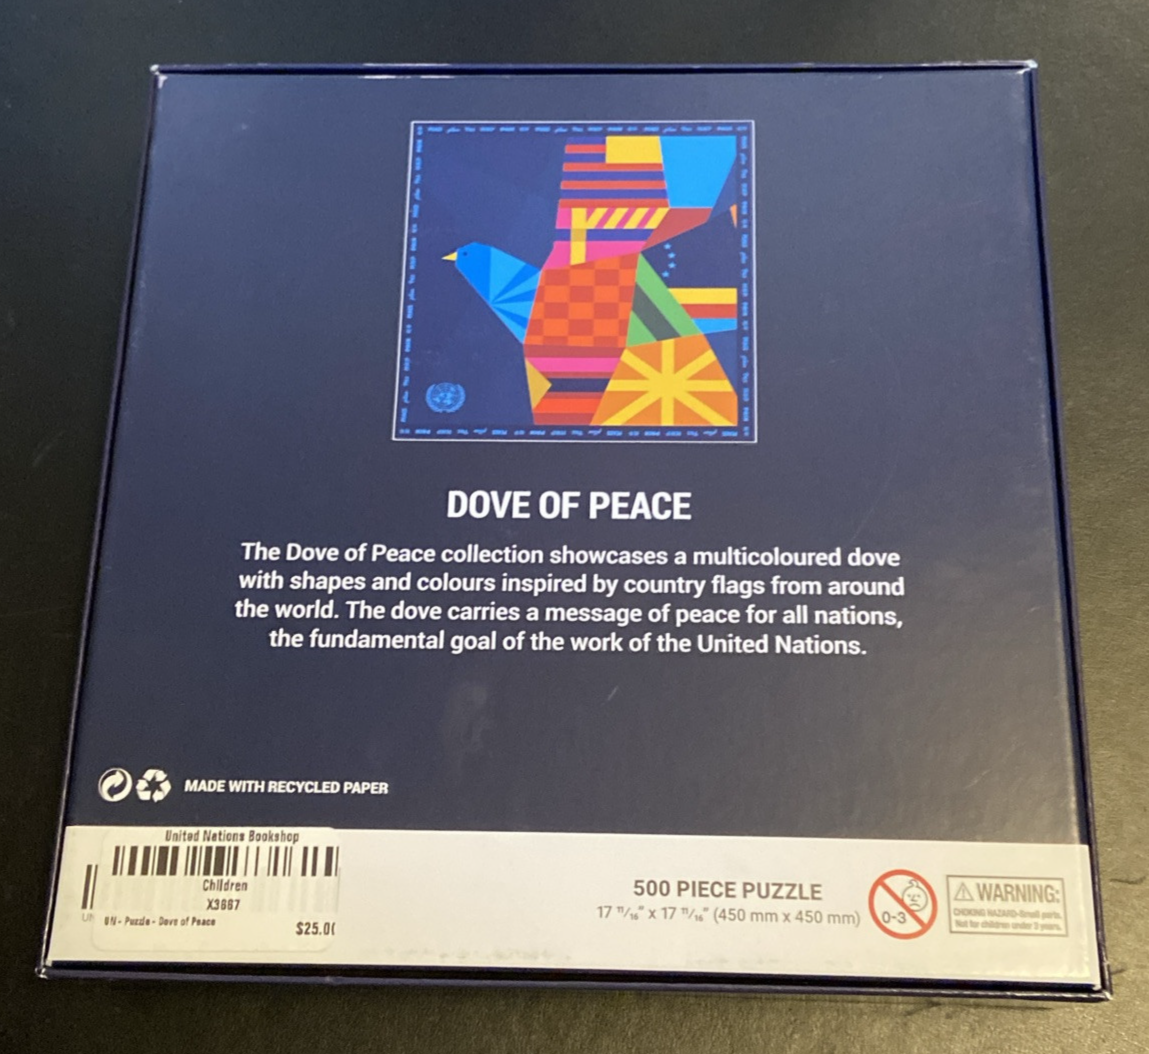 DOVE OF PEACE
The Dove of Peace collection showcases a multicoloured dove
with shapes and colours inspired by country flags from around
the world. The dove carries a message of peace for all nations,
the fundamental goal of the work of the United Nations.
MADE WITH RECYCLED PAPER
United Nations Bookshop
Children
X3667
UN - Puzzle - Dove of Peace
$25.0(
UN
500 PIECE PUZZLE
17 11/16" x 17 11/16" (450 mm x 450 mm)
0-3
WARNING:
CHOKING HAZARD-Small parts.
Not for children under 3 years.